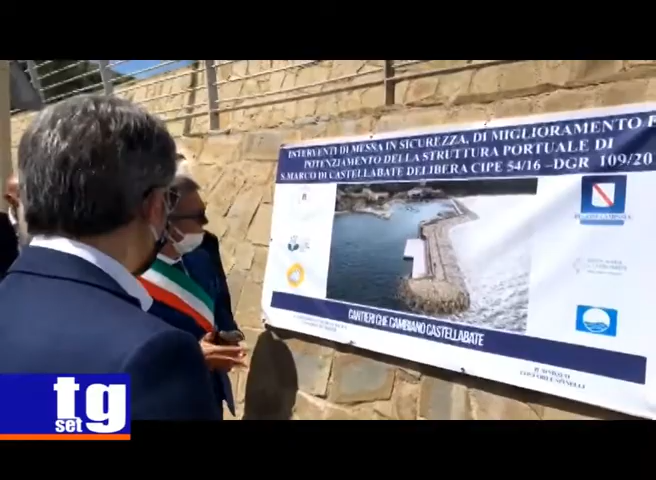 INTERVENTI DI MESSA IN SICUREZZA, DI MIGLIORAMENTO E
POTENZIAMENTO DELLA STRUTTURA PORTUALE DI
S.MARCO DI CASTELLABATE DELIBERA CIPE 54/16 -DGR 109/20
CANTIERI CHE CAMBIANO CASTELLABATE
IL SINDACO
COSTABILE SPINELLI
tg
set